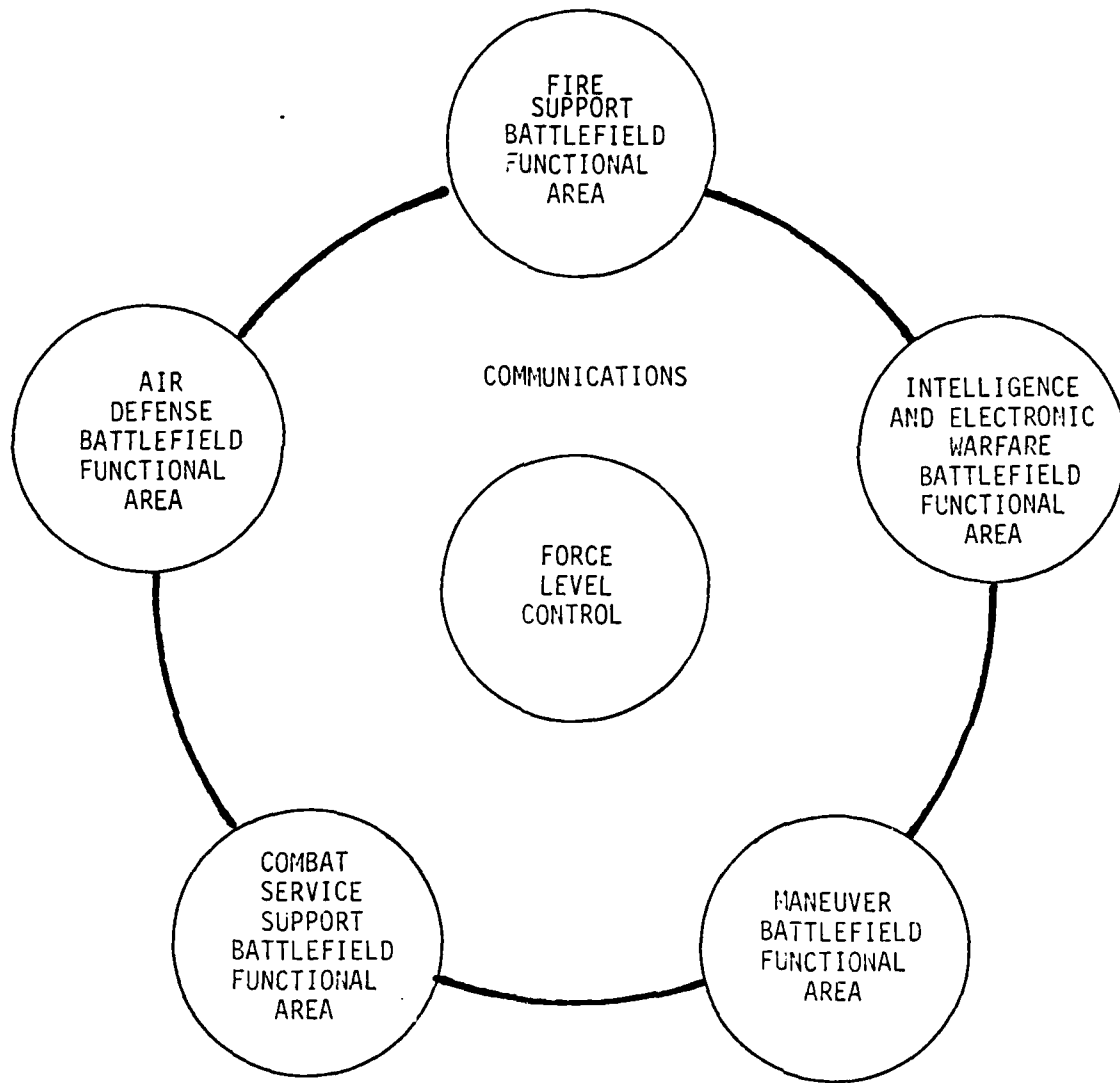 FIRE
SUPPORT
BATTLEFIELD
FUNCTIONAL
AREA
COMMUNICATIONS
AIR
DEFENSE
BATTLEFIELD
FUNCTIONAL
AREA
INTELLIGENCE
AND ELECTRONIC
WARFARE
BATTLEFIELD
FUNCTIONAL
AREA
FORCE
LEVEL
CONTROL
COMBAT
SERVICE
SUPPORT
BATTLEFIELD
FUNCTIONAL
AREA
MANEUVER
BATTLEFIELD
FUNCTIONAL
AREA